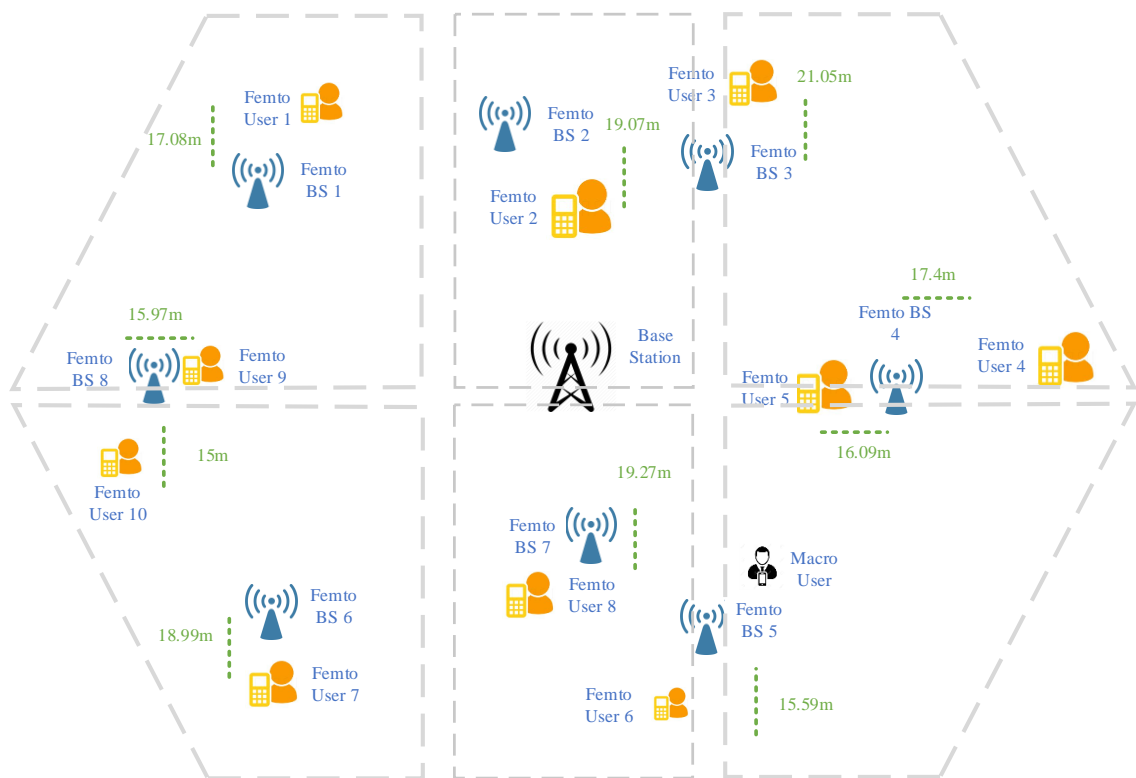 Femto
User 1
17.08m
Femto
BS 1
Femto
BS 2
19.07m
Femto
User 2
Femto
User 3
21.05m
Femto
BS 3
17.4m
Femto BS
4
Femto
User 4
Femto
User 5
16.09m
15.97m
Femto
BS 8
Femto
User 9
Base
Station
15m
Femto
User 10
19.27m
Femto
BS 7
Femto
User 8
Macro
User
Femto
BS 5
Femto
BS 6
18.99m
Femto
User 7
Femto
User 6
15.59m